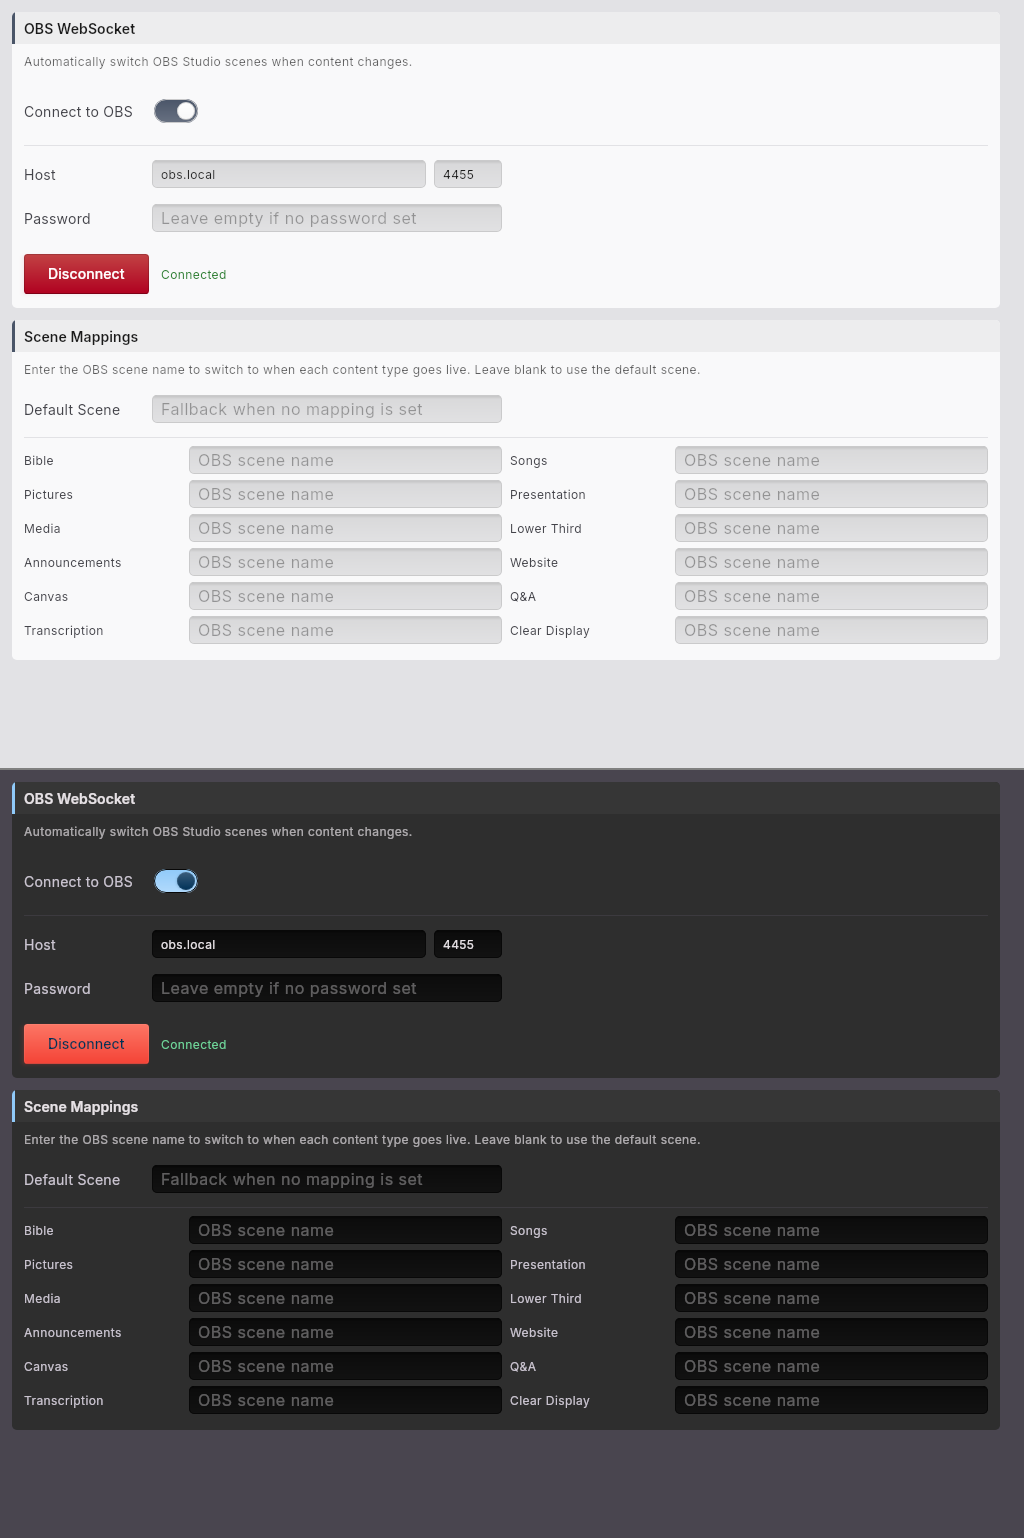 OBS WebSocket
Automatically switch OBS Studio scenes when content changes.
Connect to OBS
Host obs.local 4455
Password Leave empty if no password set
Disconnect Connected
Scene Mappings
Enter the OBS scene name to switch to when each content type goes live. Leave blank to use the default scene.
Default Scene Fallback when no mapping is set
Bible OBS scene name Songs OBS scene name
Pictures OBS scene name Presentation OBS scene name
Media OBS scene name Lower Third OBS scene name
Announcements OBS scene name Website OBS scene name
Canvas OBS scene name Q&A OBS scene name
Transcription OBS scene name Clear Display OBS scene name
OBS WebSocket
Automatically switch OBS Studio scenes when content changes.
Connect to OBS
Host obs.local 4455
Password Leave empty if no password set
Disconnect Connected
Scene Mappings
Enter the OBS scene name to switch to when each content type goes live. Leave blank to use the default scene.
Default Scene Fallback when no mapping is set
Bible OBS scene name Songs OBS scene name
Pictures OBS scene name Presentation OBS scene name
Media OBS scene name Lower Third OBS scene name
Announcements OBS scene name Website OBS scene name
Canvas OBS scene name Q&A OBS scene name
Transcription OBS scene name Clear Display OBS scene name